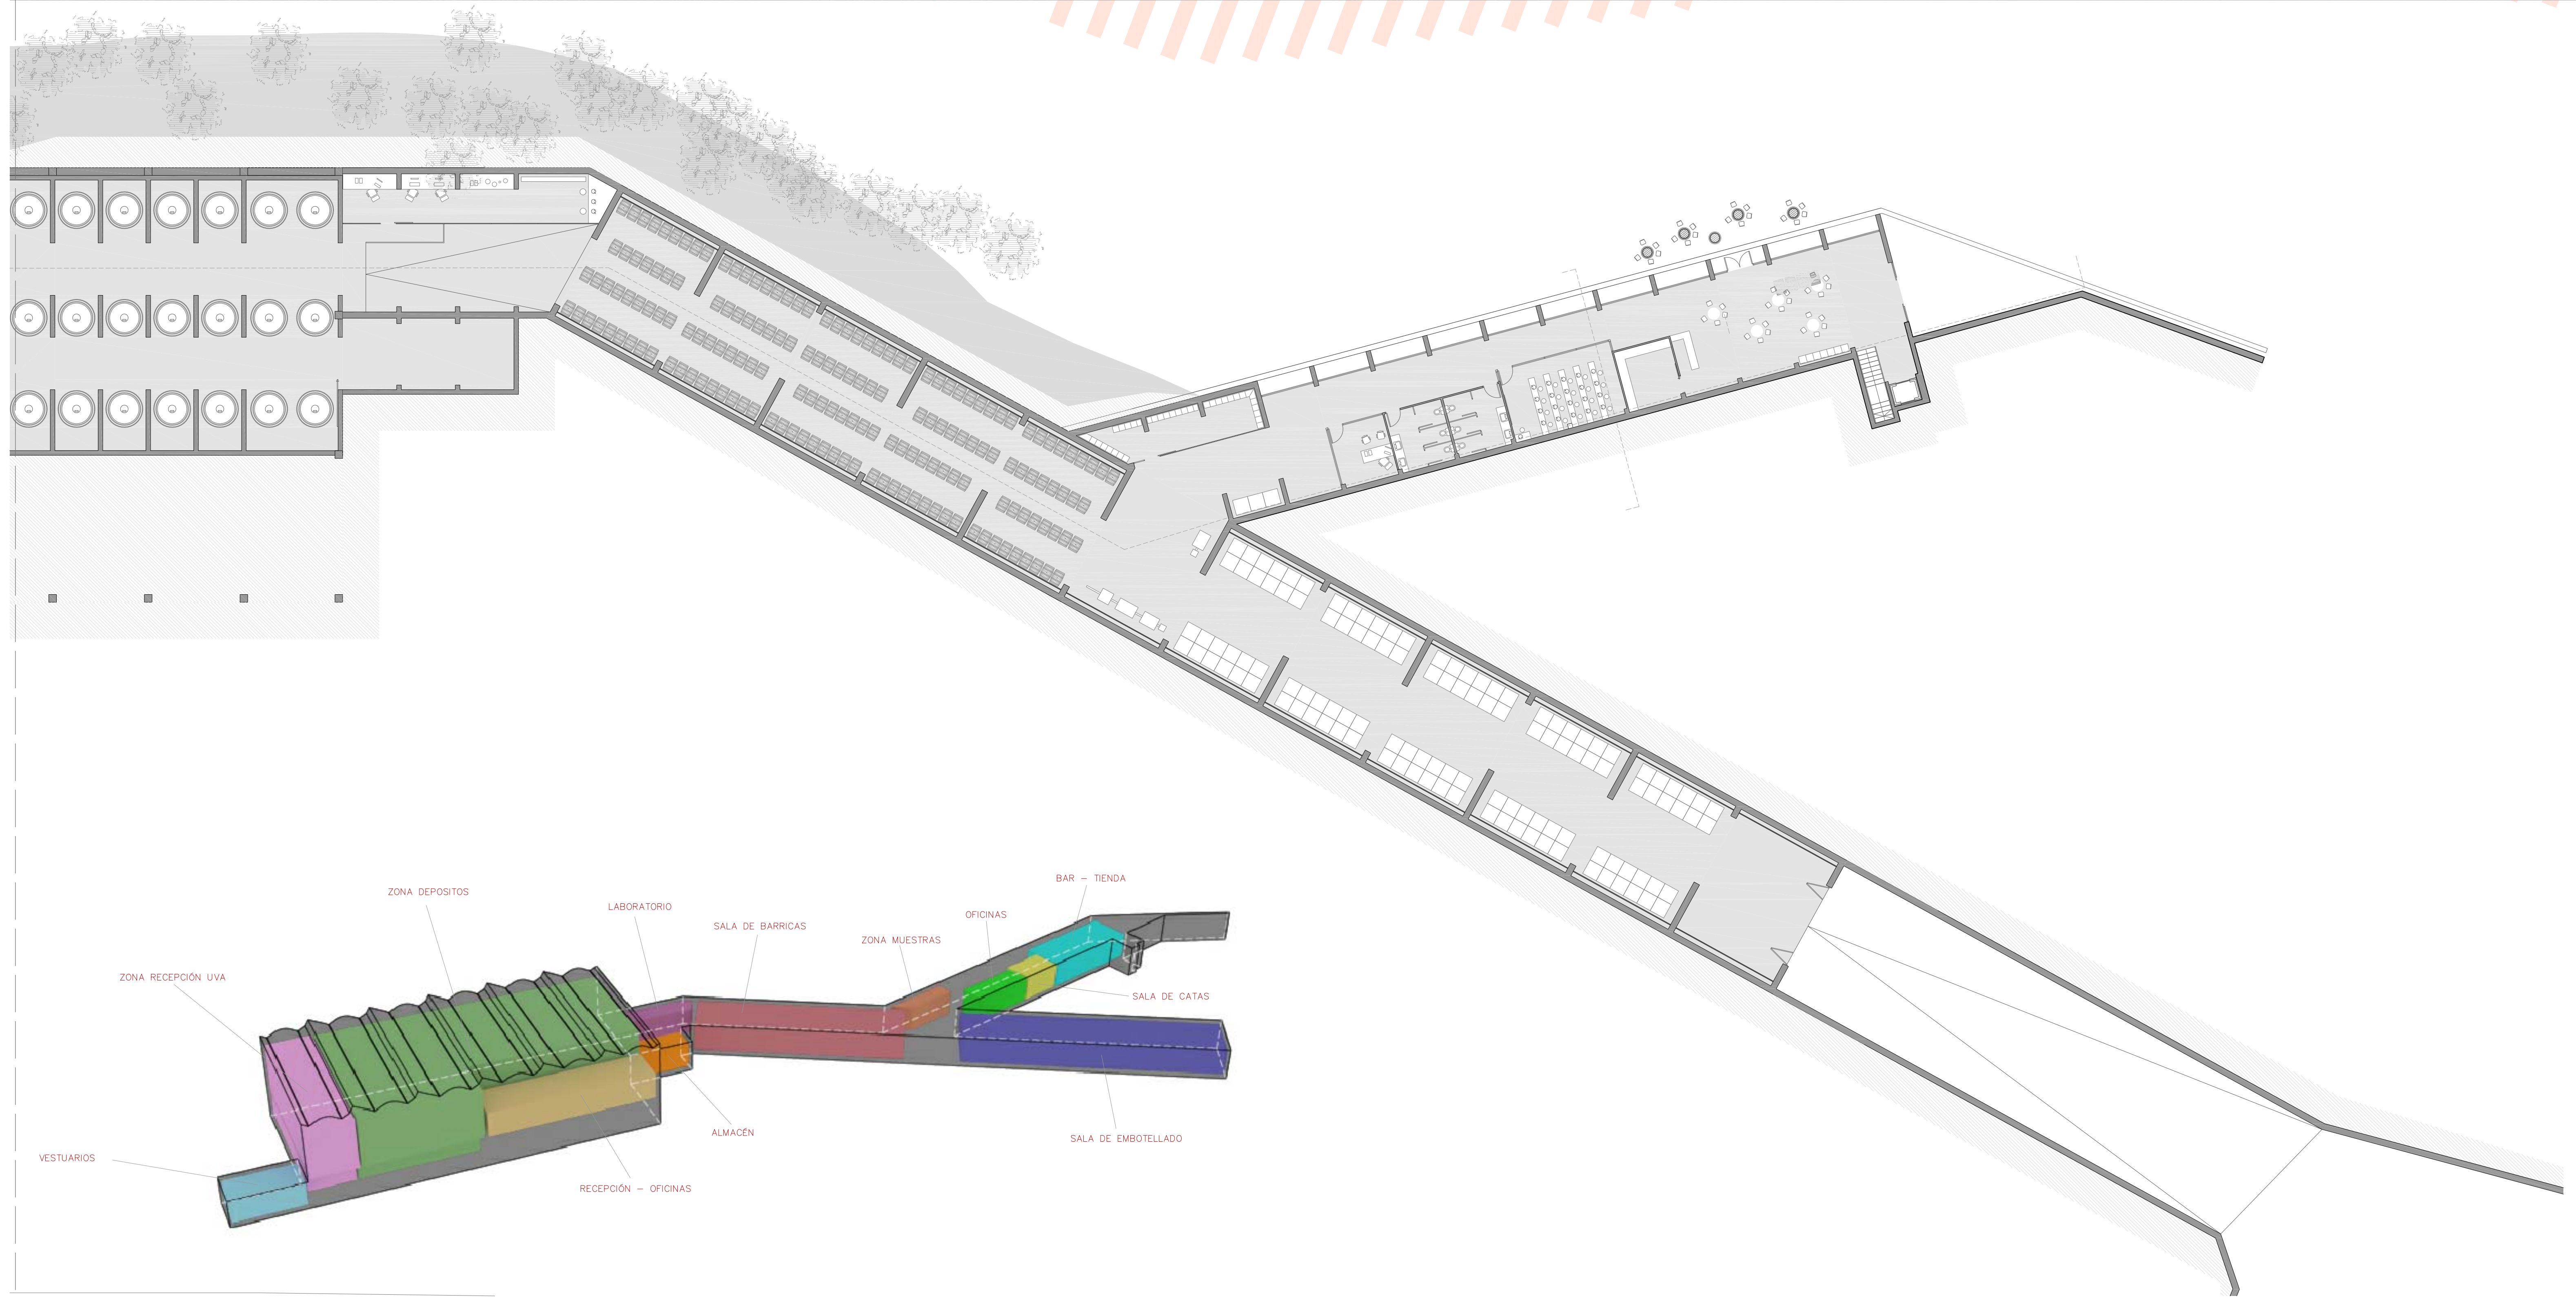 BAR – TIENDA
ZONA DEPOSITOS
LABORATORIO
OFICINAS
SALA DE BARRICAS
ZONA MUESTRAS
ZONA RECEPCIÓN UVA
SALA DE CATAS
ALMACÉN
SALA DE EMBOTELLADO
VESTUARIOS
RECEPCIÓN – OFICINAS